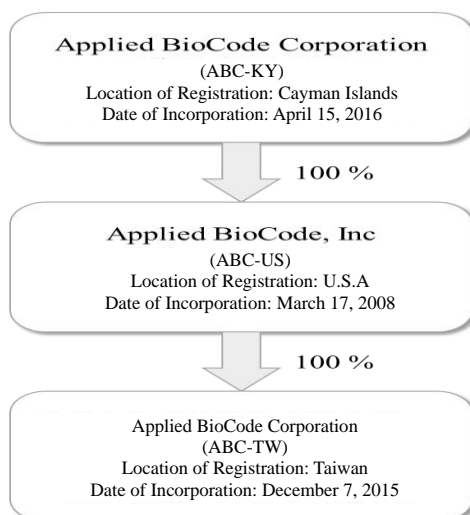 Applied BioCode Corporation
(ABC-KY)
Location of Registration: Cayman Islands
Date of Incorporation: April 15, 2016
100 %
Applied BioCode, Inc
(ABC-US)
Location of Registration: U.S.A
Date of Incorporation: March 17, 2008
100 %
Applied BioCode Corporation
(ABC-TW)
Location of Registration: Taiwan
Date of Incorporation: December 7, 2015